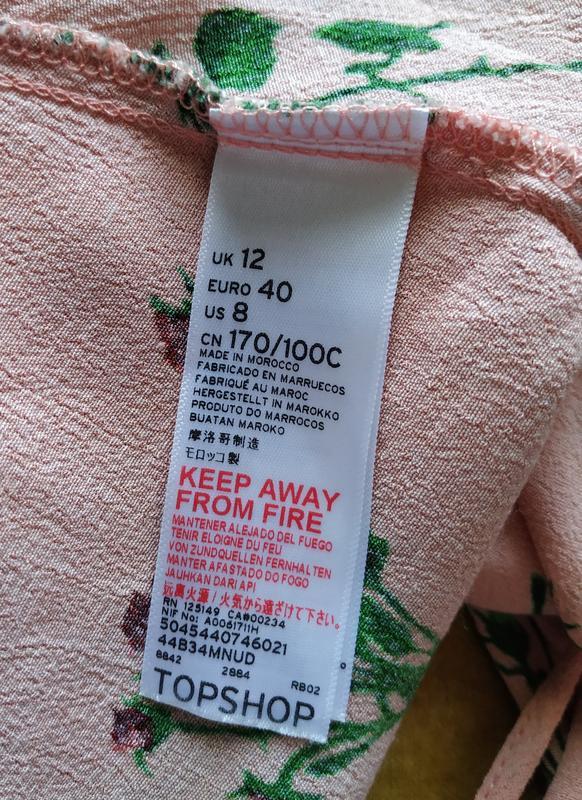 UK 12
EURO 40
US 8
CN 170/100C
MADE IN MOROCCO
FABRICADO EN MARRUECOS
FABRIQUÉ AU MAROC
HERGESTELLT IN MAROKKO
PRODUTO DO MARROCOS
BUATAN MAROKO
摩洛哥制造
モロッコ製
KEEP AWAY
FROM FIRE
MANTENER ALEJADO DEL FUEGO
TENIR ELOIGNE DU FEU
VON ZUNDQUELLEN FERNHALTEN
MANTER AFASTADO DO FOGO
JAUHKAN DARI API
火源 / 火気から遠ざけて下さい。
RN 125149 CA#00234
NIF No: A0061711H
5045440746021
44B34MNUD
8842 2884 RB02
TOPSHOP